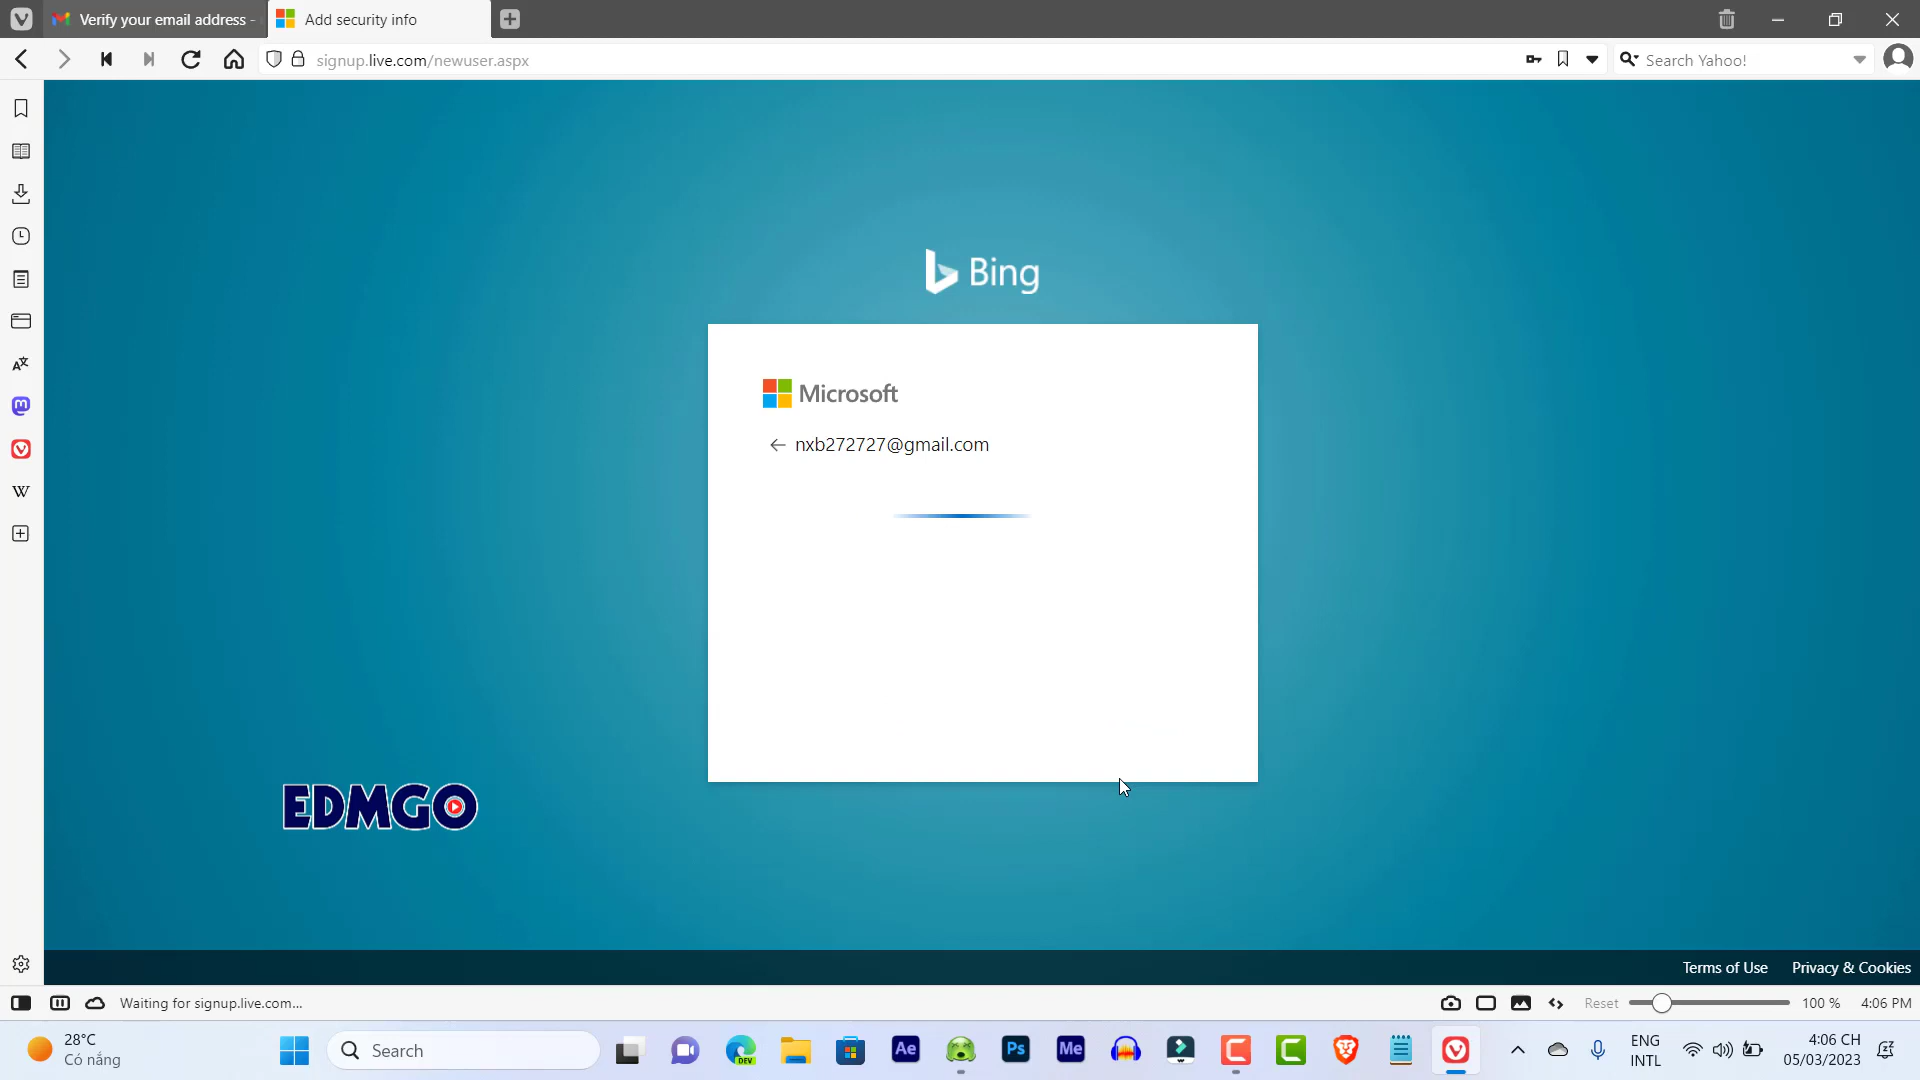 Verify your email address -
Add security info
signup.live.com/newuser.aspx
Search Yahoo!
Bing
Microsoft
nxb272727@gmail.com
EDMGO
Terms of Use
Privacy & Cookies
Waiting for signup.live.com...
Reset
100 %
4:06 PM
28°C
Có nắng
Search
DEV
Ae
Ps
Me
ENG
INTL
4:06 CH
05/03/2023